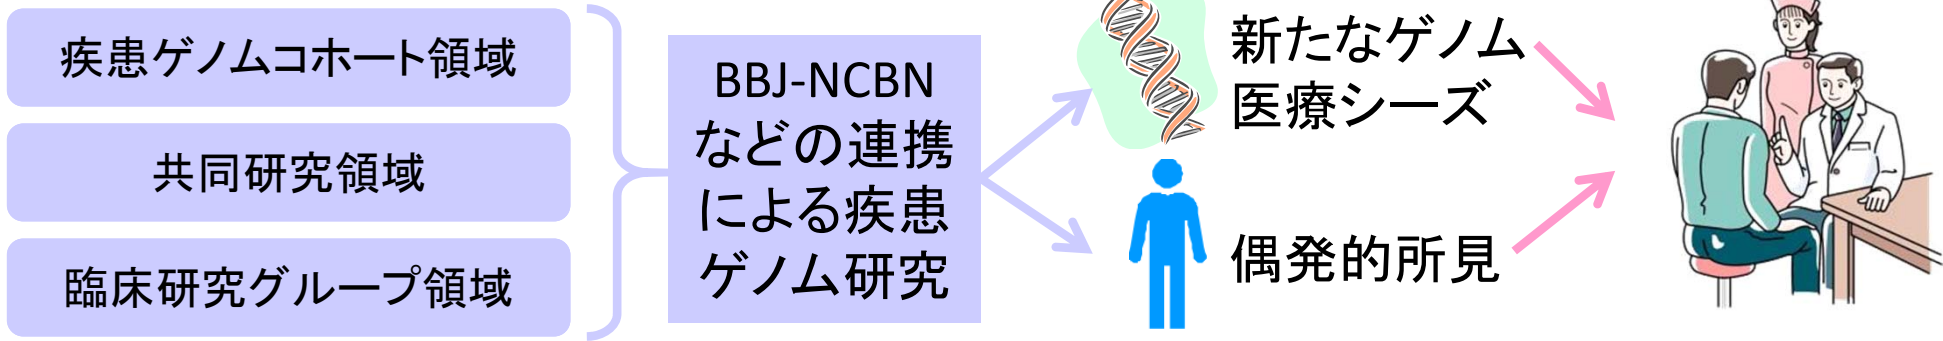 疾患ゲノムコホート領域
共同研究領域
臨床研究グループ領域
BBJ-NCBN
などの連携
による疾患
ゲノム研究
新たなゲノム
医療シーズ
偶発的所見